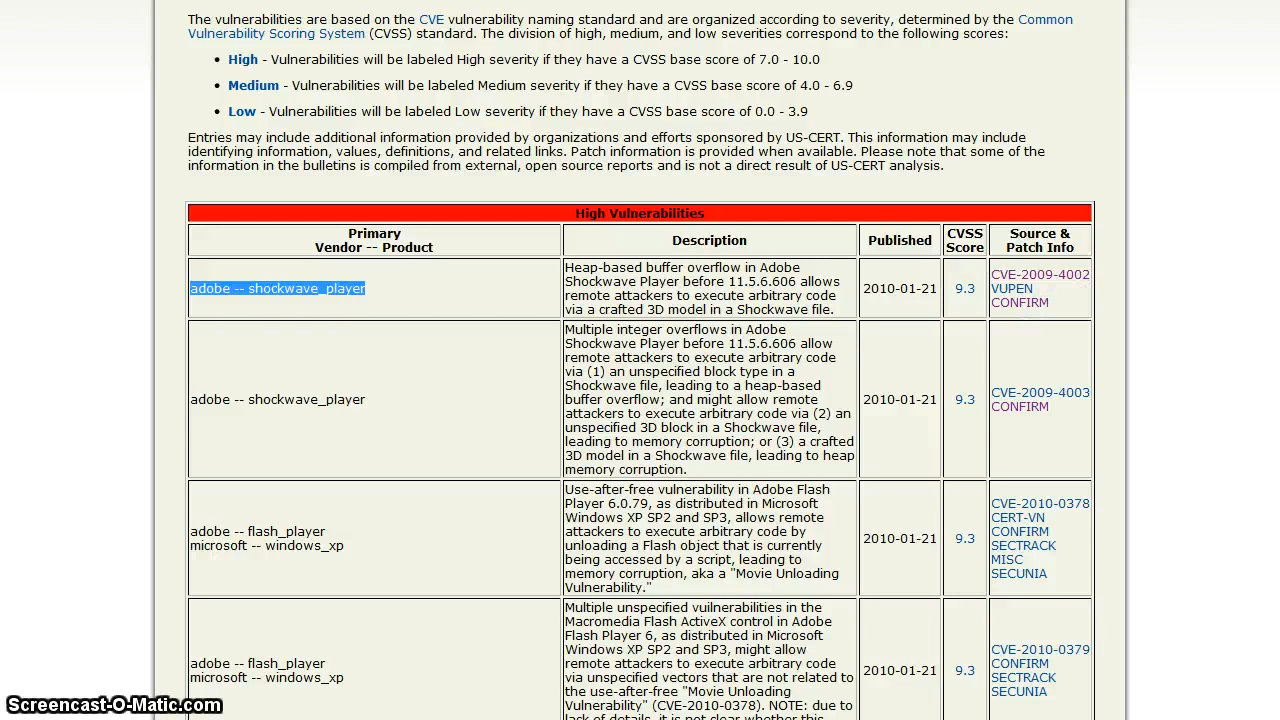 The vulnerabilities are based on the CVE vulnerability naming standard and are organized according to severity, determined by the Common
Vulnerability Scoring System (CVSS) standard. The division of high, medium, and low severities correspond to the following scores:
• High - Vulnerabilities will be labeled High severity if they have a CVSS base score of 7.0 - 10.0
• Medium - Vulnerabilities will be labeled Medium severity if they have a CVSS base score of 4.0 - 6.9
• Low - Vulnerabilities will be labeled Low severity if they have a CVSS base score of 0.0 - 3.9
Entries may include additional information provided by organizations and efforts sponsored by US-CERT. This information may include
identifying information, values, definitions, and related links. Patch information is provided when available. Please note that some of the
information in the bulletins is compiled from external, open source reports and is not a direct result of US-CERT analysis.
High Vulnerabilities
Primary
Vendor -- Product
Description
Published
CVSS
Score
Source &
Patch Info
adobe -- shockwave_player
Heap-based buffer overflow in Adobe
Shockwave Player before 11.5.6.606 allows
remote attackers to execute arbitrary code
via a crafted 3D model in a Shockwave file.
2010-01-21
9.3
CVE-2009-4002
VUPEN
CONFIRM
adobe -- shockwave_player
Multiple integer overflows in Adobe
Shockwave Player before 11.5.6.606 allow
remote attackers to execute arbitrary code
via (1) an unspecified block type in a
Shockwave file, leading to a heap-based
buffer overflow; and might allow remote
attackers to execute arbitrary code via (2) an
unspecified 3D block in a Shockwave file,
leading to memory corruption; or (3) a crafted
3D model in a Shockwave file, leading to heap
memory corruption.
2010-01-21
9.3
CVE-2009-4003
CONFIRM
adobe -- flash_player
microsoft -- windows_xp
Use-after-free vulnerability in Adobe Flash
Player 6.0.79, as distributed in Microsoft
Windows XP SP2 and SP3, allows remote
attackers to execute arbitrary code by
unloading a Flash object that is currently
being accessed by a script, leading to
memory corruption, aka a "Movie Unloading
Vulnerability."
2010-01-21
9.3
CVE-2010-0378
CERT-VN
CONFIRM
SECTRACK
MISC
SECUNIA
adobe -- flash_player
microsoft -- windows_xp
Multiple unspecified vuilnerabilities in the
Macromedia Flash ActiveX control in Adobe
Flash Player 6, as distributed in Microsoft
Windows XP SP2 and SP3, might allow
remote attackers to execute arbitrary code
via unspecified vectors that are not related to
the use-after-free "Movie Unloading
Vulnerability" (CVE-2010-0378). NOTE: due to
lack of details, it is not clear whether this
2010-01-21
9.3
CVE-2010-0379
CONFIRM
SECTRACK
SECUNIA
Screencast-O-Matic.com